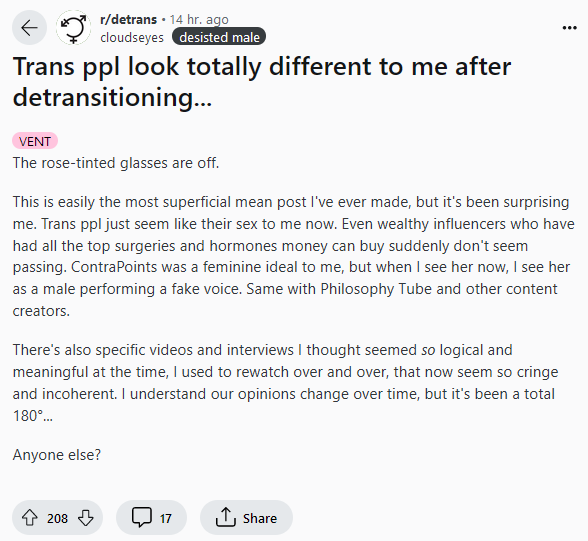 r/detrans • 14 hr. ago
cloudseyes desisted male
Trans ppl look totally different to me after
detransitioning...
VENT
The rose-tinted glasses are off.
This is easily the most superficial mean post I've ever made, but it's been surprising
me. Trans ppl just seem like their sex to me now. Even wealthy influencers who have
had all the top surgeries and hormones money can buy suddenly don't seem
passing. ContraPoints was a feminine ideal to me, but when I see her now, I see her
as a male performing a fake voice. Same with Philosophy Tube and other content
creators.
There's also specific videos and interviews I thought seemed so logical and
meaningful at the time, I used to rewatch over and over, that now seem so cringe
and incoherent. I understand our opinions change over time, but it's been a total
180°...
Anyone else?
208 17 Share